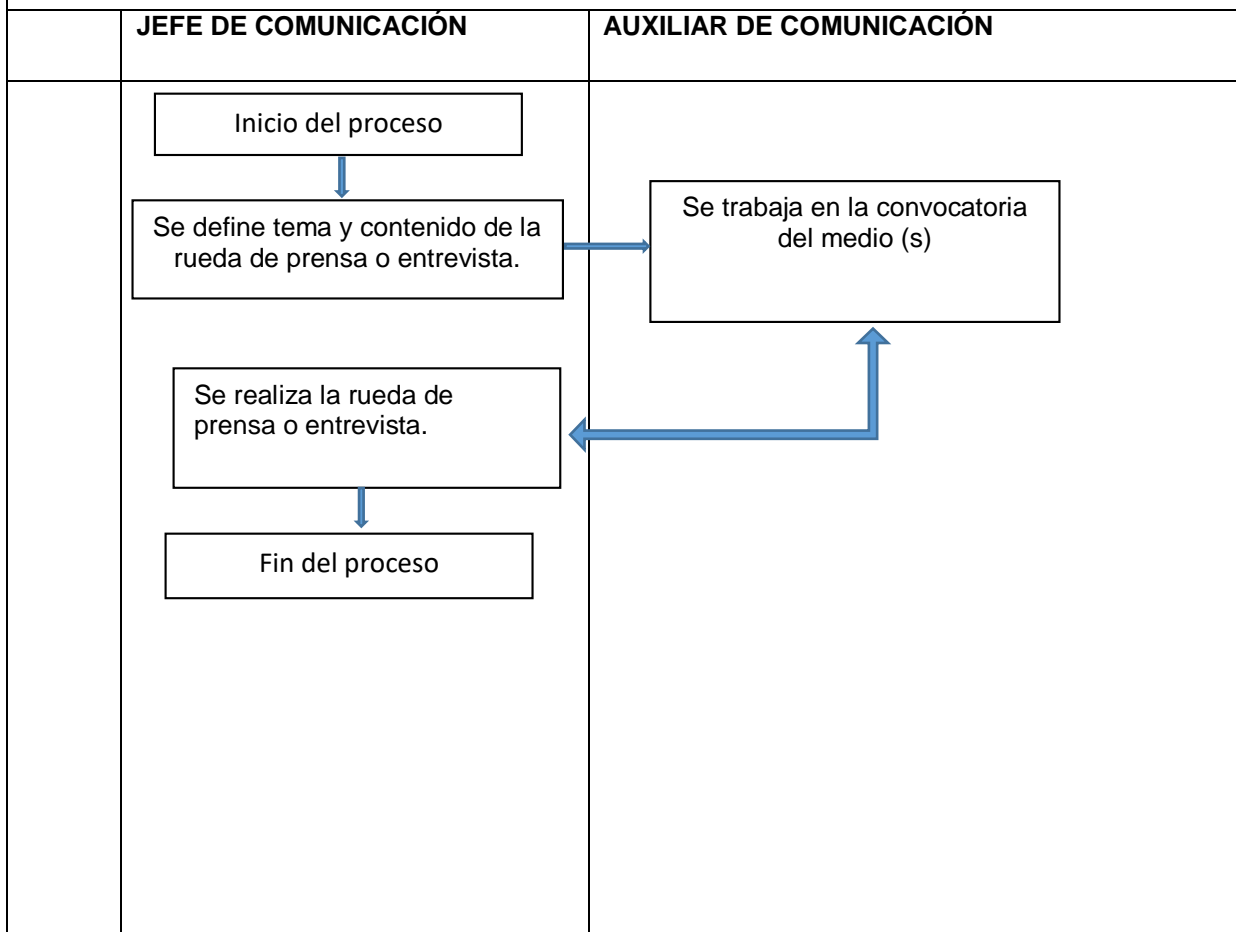 JEFE DE COMUNICACIÓN
AUXILIAR DE COMUNICACIÓN
Inicio del proceso
Se define tema y contenido de la
rueda de prensa o entrevista.
Se trabaja en la convocatoria
del medio (s)
Se realiza la rueda de
prensa o entrevista.
Fin del proceso